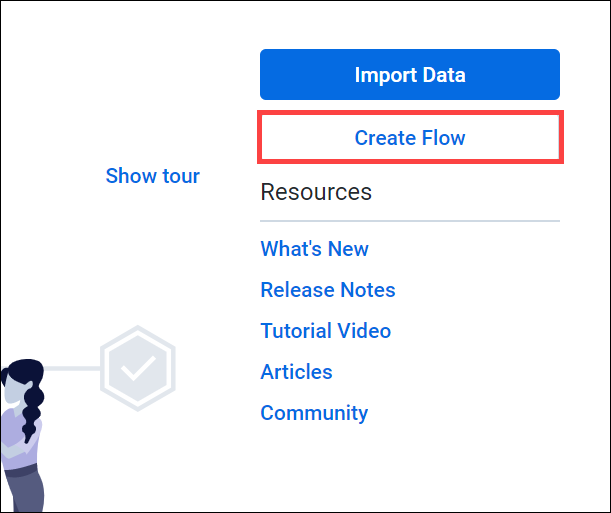 Import Data
Create Flow
Show tour
Resources
What's New
Release Notes
Tutorial Video
Articles
Community